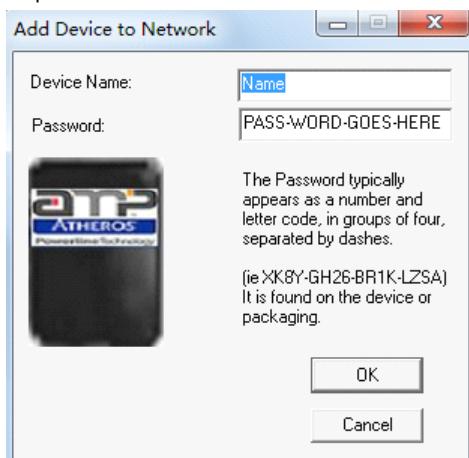 Add Device to Network
Device Name:
Name
Password:
PASS-WORD-GOES-HERE
amp
ATHEROS
Powerline Technology
The Password typically
appears as a number and
letter code, in groups of four,
separated by dashes.
(ie XK8Y-GH26-BR1K-LZSA)
It is found on the device or
packaging.
OK
Cancel